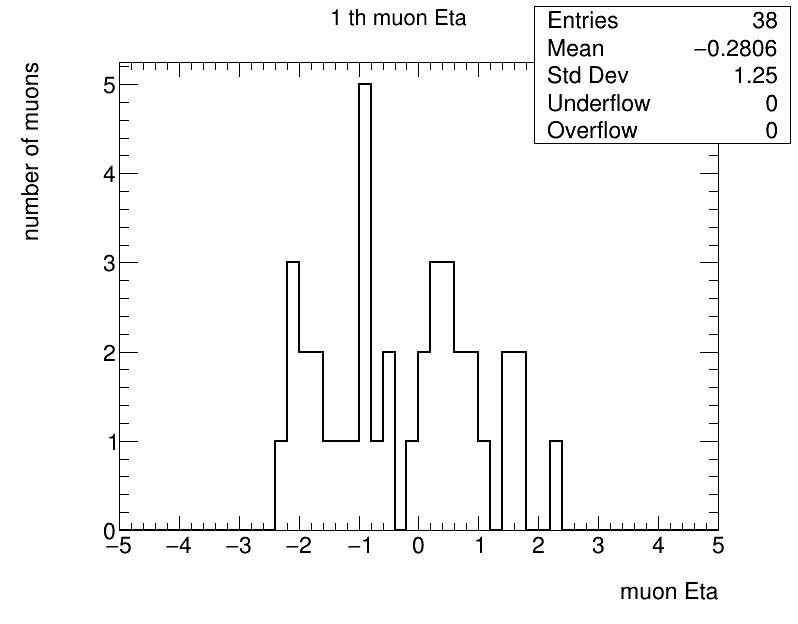 1 th muon Eta
Entries 38
Mean −0.2806
Std Dev 1.25
Underflow 0
Overflow 0
number of muons
5
4
3
2
1
0
−5 −4 −3 −2 −1 0 1 2 3 4 5
muon Eta